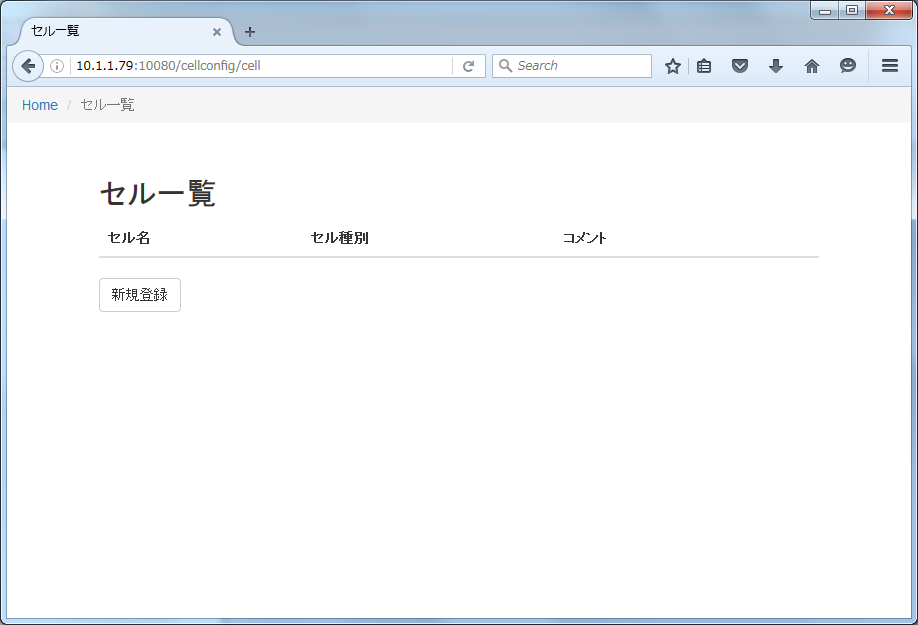 セル一覧
10.1.1.79:10080/cellconfig/cell
Search
Home / セル一覧
セル一覧
セル名 セル種別 コメント
新規登録